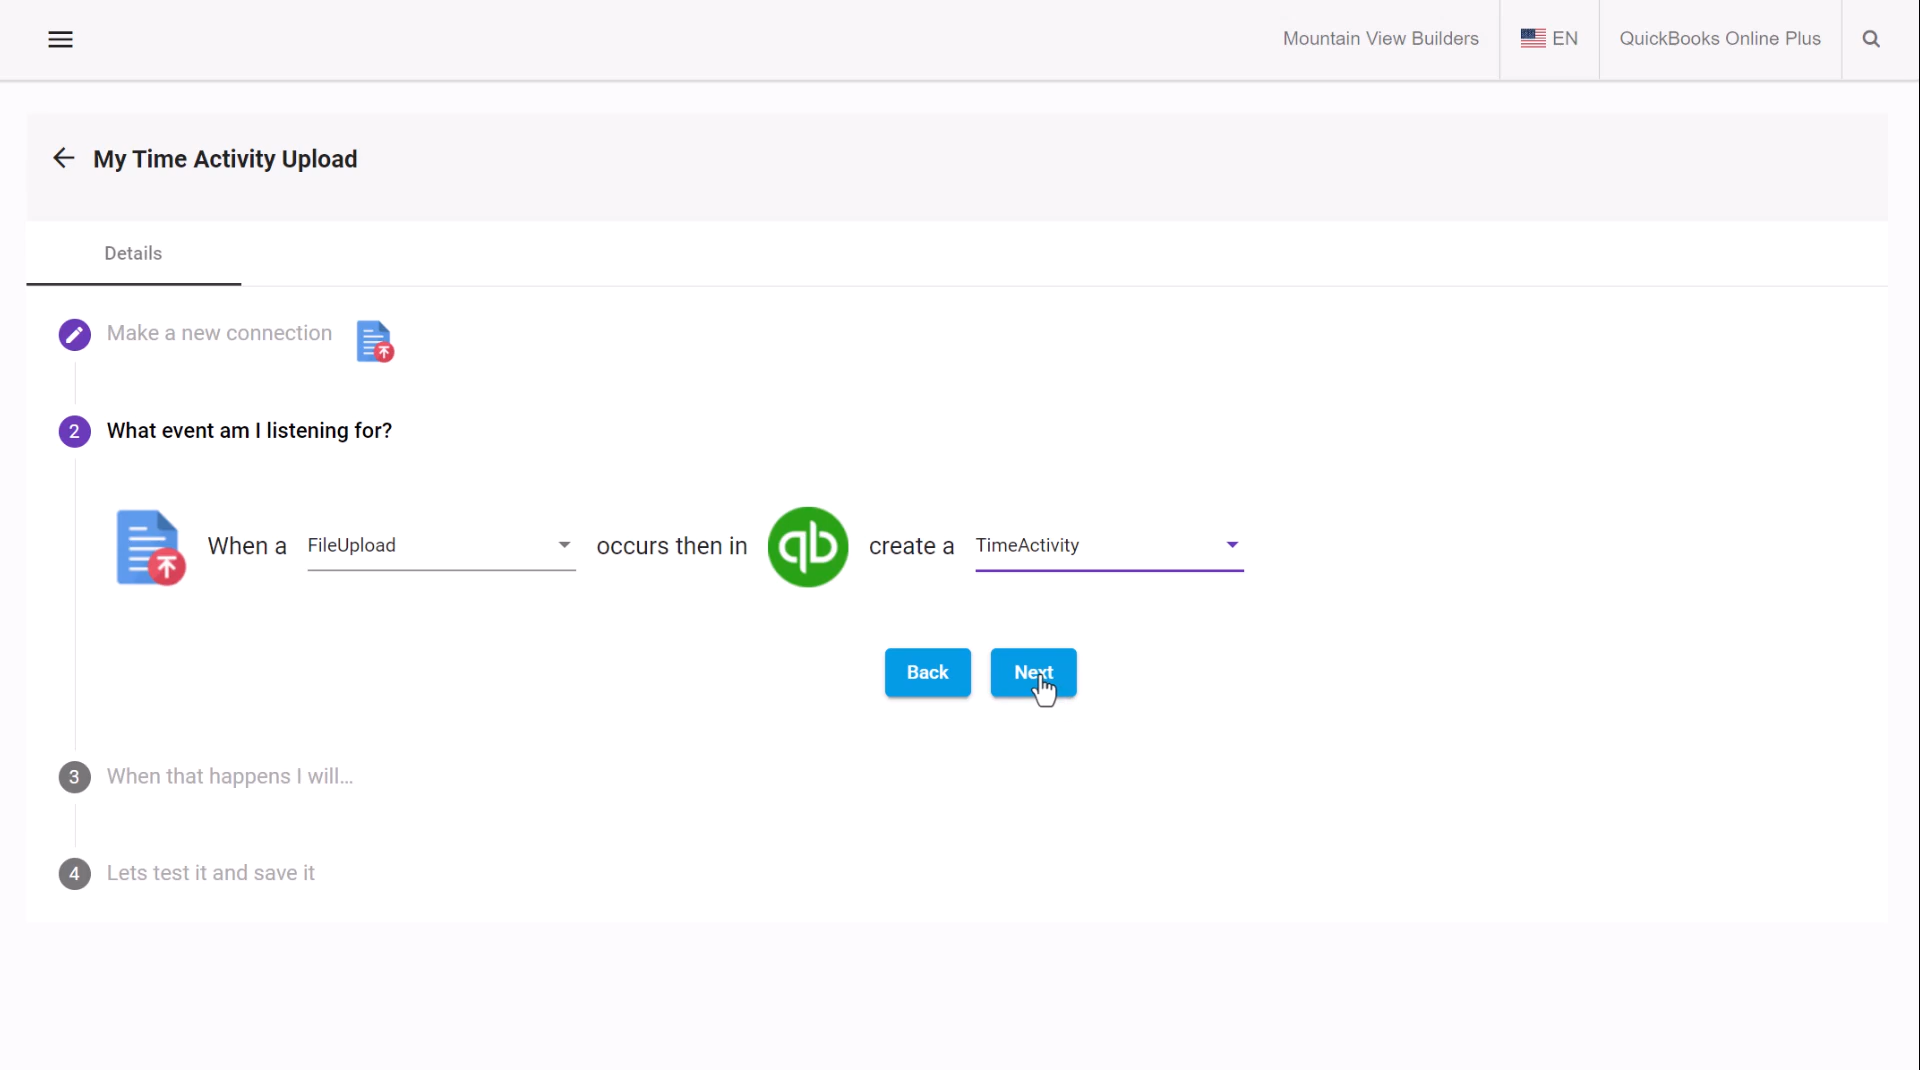 Mountain View Builders
EN
QuickBooks Online Plus
My Time Activity Upload
Details
Make a new connection
2 What event am I listening for?
When a FileUpload occurs then in qb create a TimeActivity
Back Next
3 When that happens I will...
4 Lets test it and save it